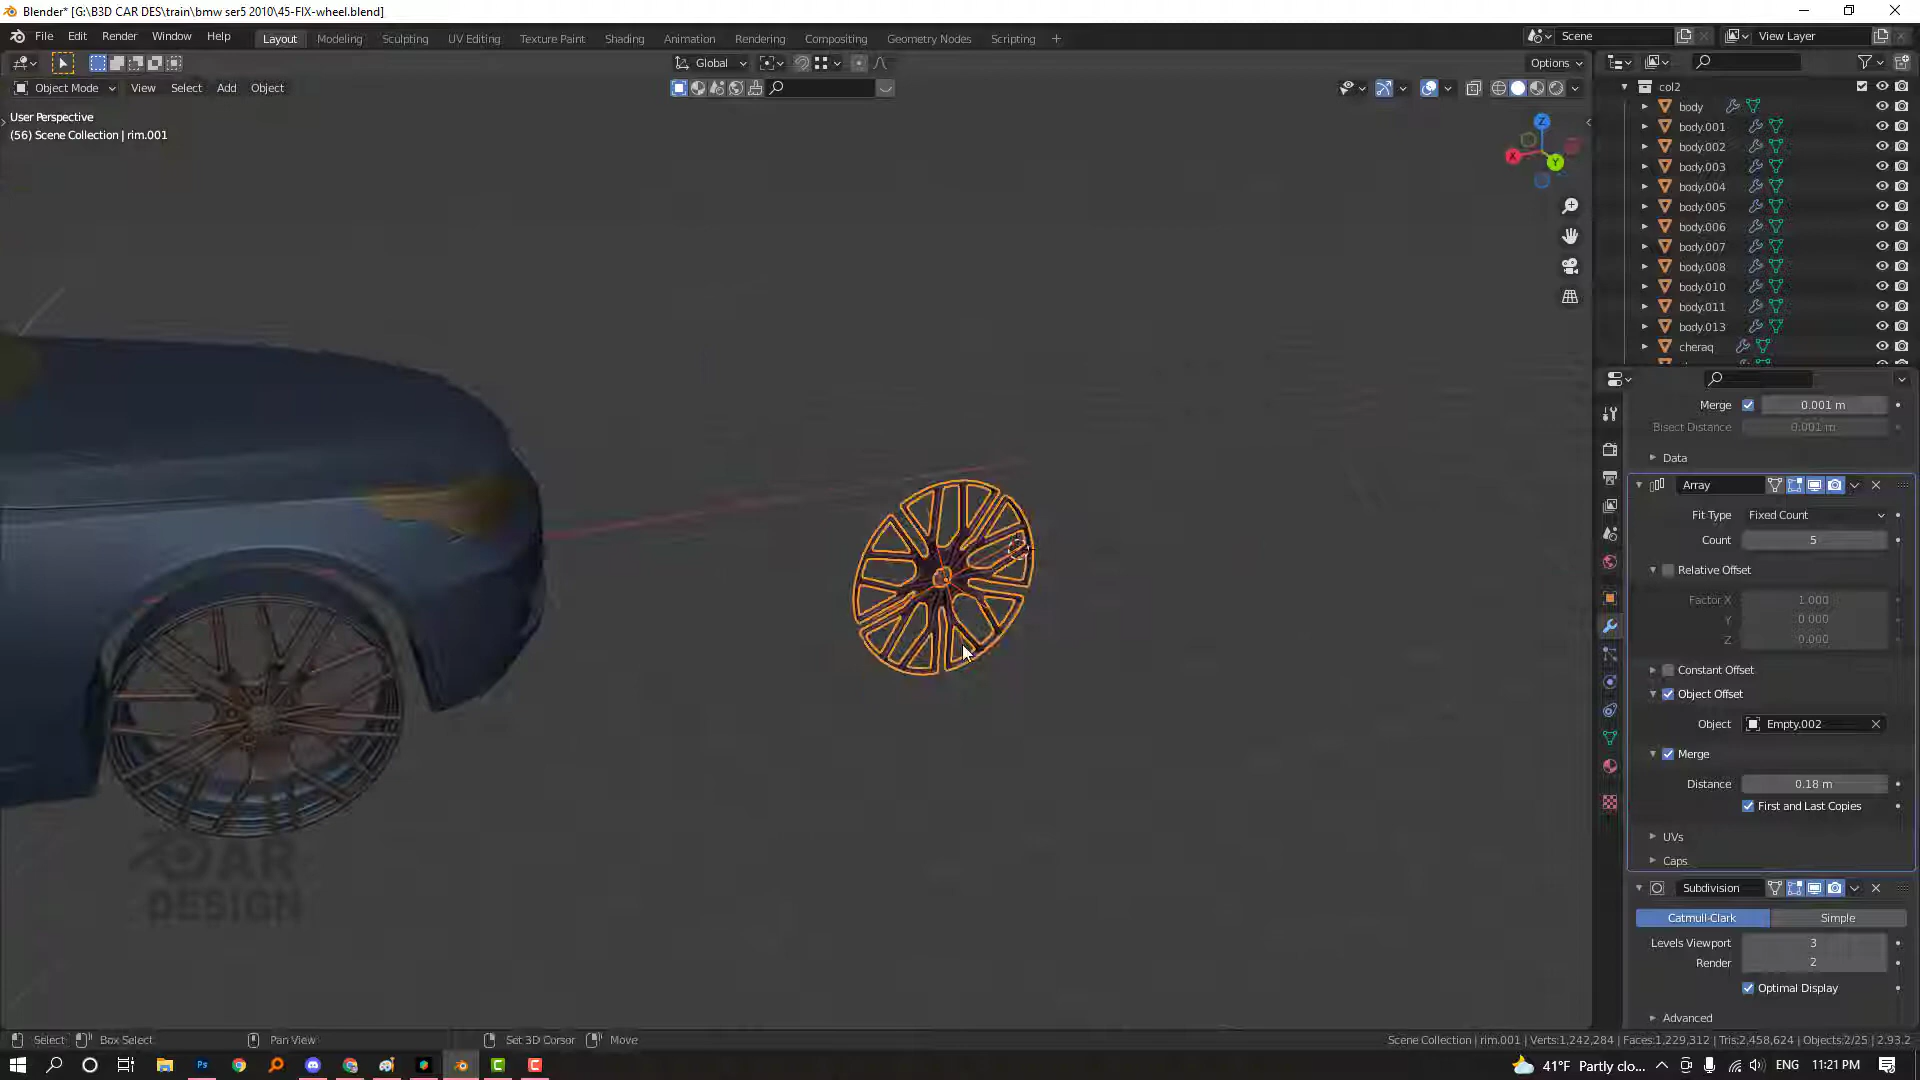 Blender* [G:\B3D CAR DES\train\bmw ser5 2010\45-FIX-wheel.blend]
File Edit Render Window Help
Layout Modeling Sculpting UV Editing Texture Paint Shading Animation Rendering Compositing Geometry Nodes Scripting +
Scene View Layer
Global Options
Object Mode View Select Add Object
User Perspective
(56) Scene Collection | rim.001
Z
X
Y
col2
body
body.001
body.002
body.003
body.004
body.005
body.006
body.007
body.008
body.010
body.011
body.013
cheraq
Merge 0.001 m
Bisect Distance 0.001 m
Data
Array
Fit Type Fixed Count
Count 5
Relative Offset
Factor X 1.000
Y 0.000
Z 0.000
Constant Offset
Object Offset
Object Empty.002
Merge
Distance 0.18 m
First and Last Copies
UVs
Caps
Subdivision
Catmull-Clark Simple
Levels Viewport 3
Render 2
Optimal Display
Advanced
CAR
DESIGN
Select Box Select Pan View Set 3D Cursor Move
Scene Collection | rim.001 | Verts:1,242,284 | Faces:1,229,312 | Tris:2,458,624 | Objects:2/25 | 2.93.2
Ps
41°F Partly clo... ENG 11:21 PM